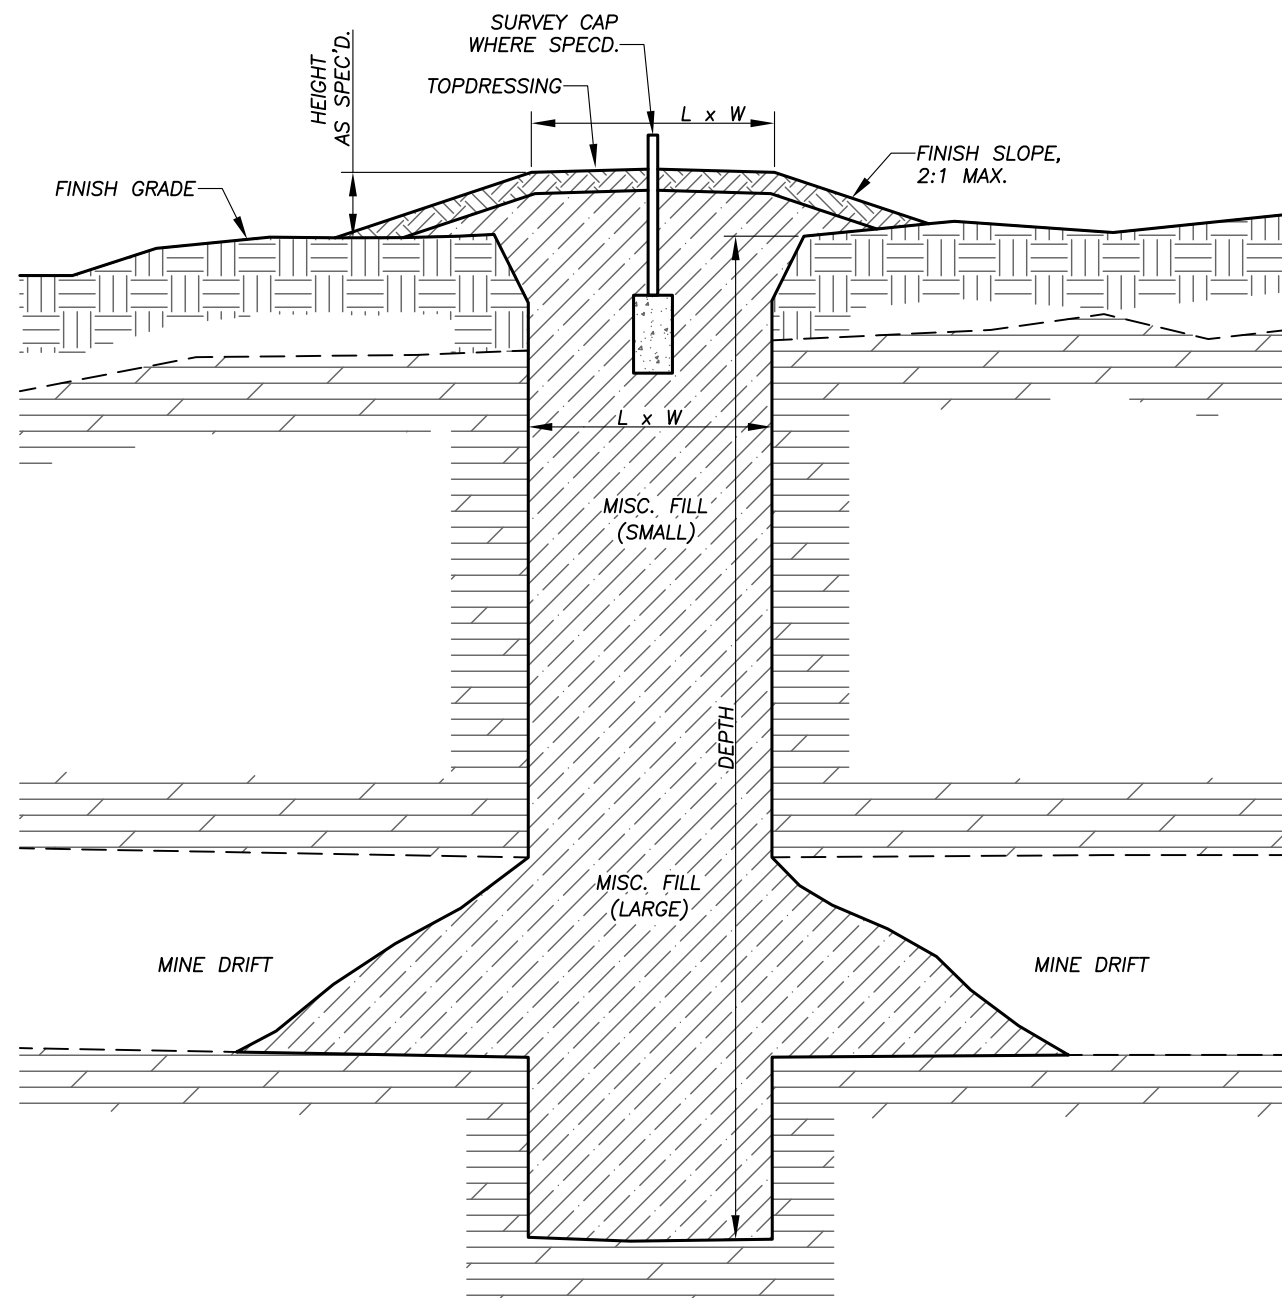 SURVEY CAP
WHERE SPECD.
HEIGHT
AS SPEC'D.
TOPDRESSING
L x W
FINISH SLOPE,
2:1 MAX.
FINISH GRADE
L x W
MISC. FILL
(SMALL)
DEPTH
MISC. FILL
(LARGE)
MINE DRIFT
MINE DRIFT